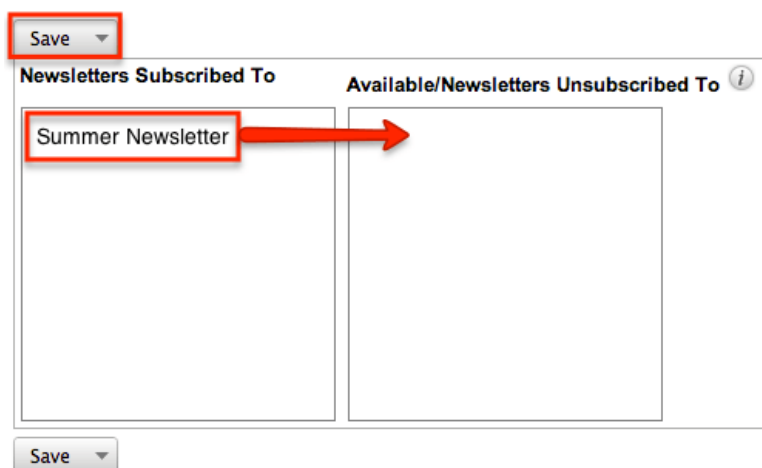 Save
Newsletters Subscribed To
Available/Newsletters Unsubscribed To i
Summer Newsletter
Save